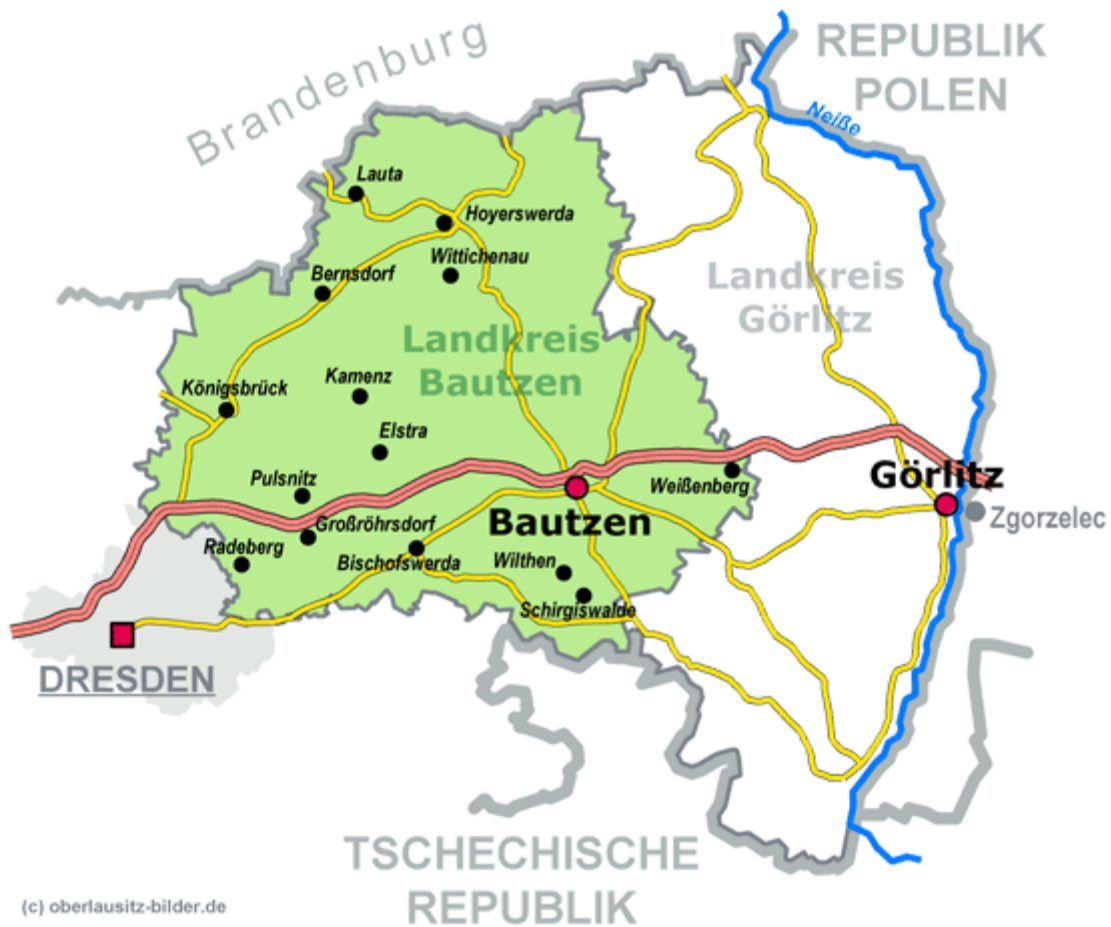 Brandenburg
REPUBLIK
POLEN
Neiße
Lauta
Hoyerswerda
Wittichenau
Bernsdorf
Landkreis
Görlitz
Landkreis
Bautzen
Königsbrück
Kamenz
Elstra
Pulsnitz
Weißenberg
Görlitz
Zgorzelec
Großröhrsdorf
Bautzen
Radeberg
Bischofswerda
Wilthen
Schirgiswalde
DRESDEN
TSCHECHISCHE
REPUBLIK
(c) oberlausitz-bilder.de